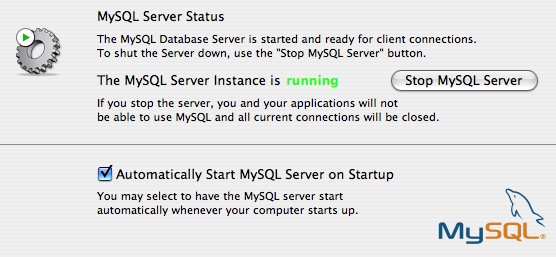 MySQL Server Status
The MySQL Database Server is started and ready for client connections.
To shut the Server down, use the "Stop MySQL Server" button.
The MySQL Server Instance is running
Stop MySQL Server
If you stop the server, you and your applications will not
be able to use MySQL and all current connections will be closed.
Automatically Start MySQL Server on Startup
You may select to have the MySQL server start
automatically whenever your computer starts up.
MySQL®